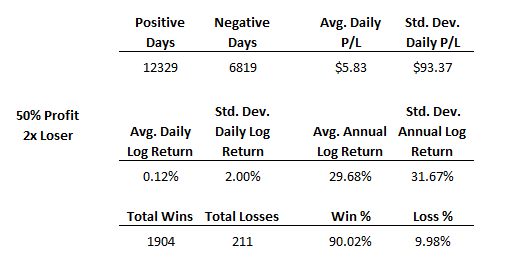 Positive Negative Avg. Daily Std. Dev.
Days Days P/L Daily P/L
12329 6819 $5.83 $93.37
50% Profit
2x Loser
Std. Dev. Std. Dev.
Avg. Daily Daily Log Avg. Annual Annual Log
Log Return Return Log Return Return
0.12% 2.00% 29.68% 31.67%
Total Wins Total Losses Win % Loss %
1904 211 90.02% 9.98%